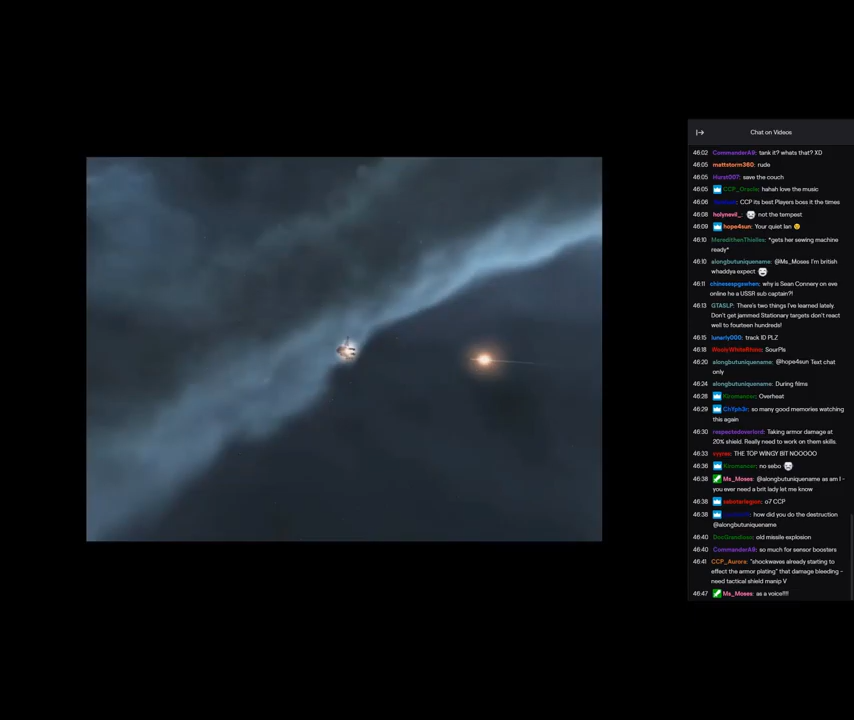 Chat on Videos
46:02 CommanderA9: tank it? whats that? XD
46:05 mattstorm360: rude
46:05 Hurst007: save the couch
46:05 CCP_Oracle: hahah love the music
46:06 CCP its best Players boes it the times
46:08 holynevil_: not the tempest
46:09 hope4sun: Your quiet Ian
46:10 MaredithenThielles: *gets her sewing machine
ready*
46:10 alongbutuniquename: @Ms_Moses I'm british
whaddya expect
46:11 chinesespgxehen: why is Sean Connery on eve
online he a USSR sub captain?!
46:13 GTASLP: There's two things I've learned lately.
Don't get jammed Stationary targets don't react
well to fourteen hundreds!
46:15 lunarly000: track ID PLZ
46:18 WeslyWhiteRhino: SourPls
46:20 alongbutuniquename: @hope4sun Text chat
only
46:24 alongbutuniquename: During films
46:28 Overheat
46:29 ChYph3r: so many good memories watching
this again
46:30 respectedoverlord: Taking armor damage at
20% shield. Really need to work on them skills.
46:33 vyyrec: THE TOP WINGY BIT NOOOOO
46:36 no sebo
46:38 Ms_Moses: @alongbutuniquename as am I -
you ever need a brit lady let me know
46:38 sabotarlegion: o7 CCP
46:38 how did you do the destruction
@alongbutuniquename
46:40 DocGrandioso: old missile explosion
46:40 CommanderA9: so much for sensor boosters
46:41 CCP_Aurora: "shockwaves already starting to
effect the armor plating" that damage bleeding -
need tactical shield manip V
46:47 Ms_Moses: as a voice!!!!